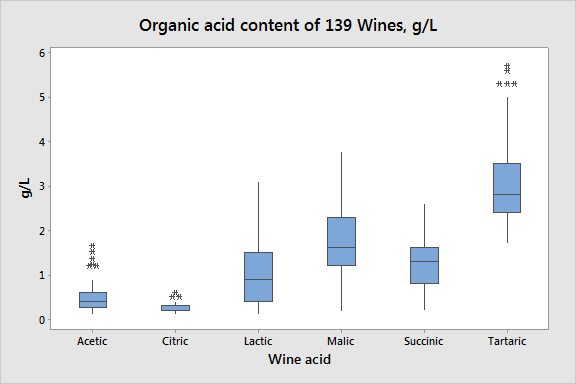 Organic acid content of 139 Wines, g/L
g/L
6
5
4
3
2
1
0
Acetic Citric Lactic Malic Succinic Tartaric
Wine acid